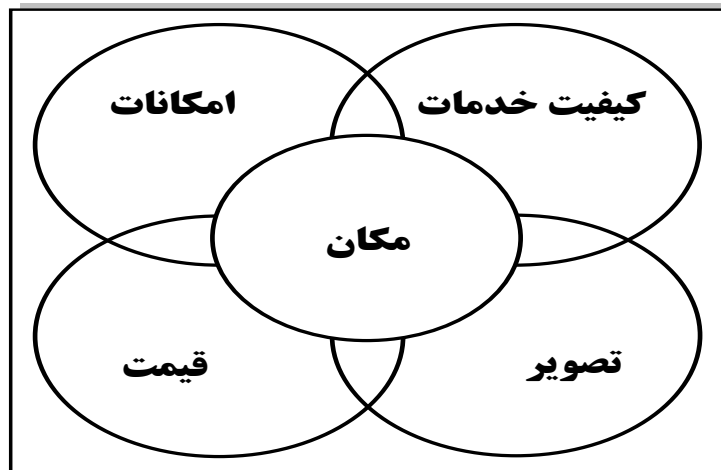 کیفیت خدمات
امکانات
مکان
تصویر
قیمت